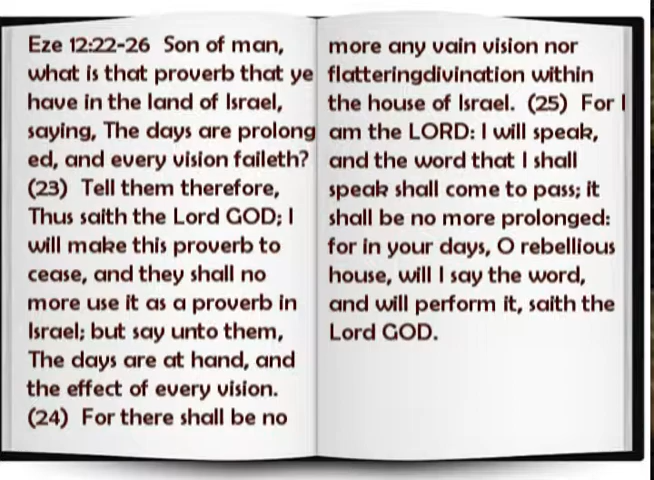 Eze 12:22-26 Son of man,
what is that proverb that ye
have in the land of Israel,
saying, The days are prolong
ed, and every vision faileth?
(23) Tell them therefore,
Thus saith the Lord GOD; I
will make this proverb to
cease, and they shall no
more use it as a proverb in
Israel; but say unto them,
The days are at hand, and
the effect of every vision.
(24) For there shall be no
more any vain vision nor
flatteringdivination within
the house of Israel. (25) For I
am the LORD: I will speak,
and the word that I shall
speak shall come to pass; it
shall be no more prolonged:
for in your days, O rebellious
house, will I say the word,
and will perform it, saith the
Lord GOD.